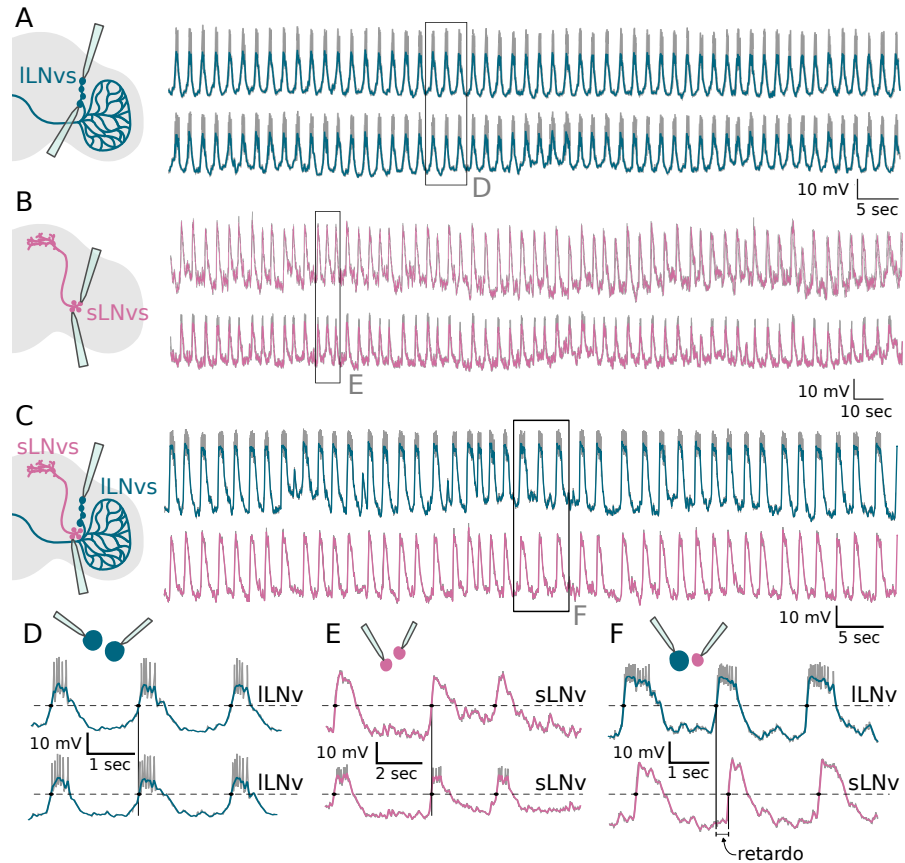 A
lLNvs
D
10 mV
5 sec
B
sLNvs
E
10 mV
10 sec
C
sLNvs
lLNvs
F
10 mV
5 sec
D
lLNv
10 mV
1 sec
lLNv
E
sLNv
10 mV
2 sec
sLNv
F
lLNv
10 mV
1 sec
sLNv
retardo